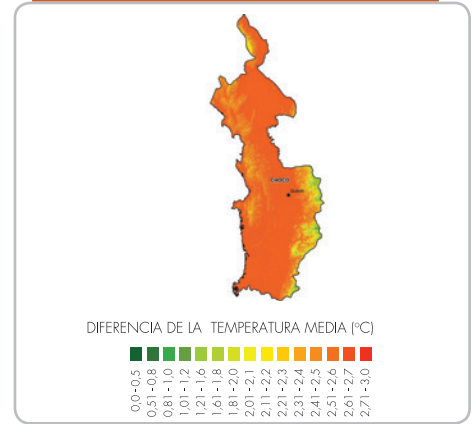 CHOCÓ
DIFERENCIA DE LA TEMPERATURA MEDIA (ºC)
0,0 - 0,5
0,51 - 0,8
0,81 - 1,0
1,01 - 1,2
1,21 - 1,6
1,61 - 1,8
1,81 - 2,0
2,01 - 2,1
2,11 - 2,2
2,21 - 2,3
2,31 - 2,4
2,41 - 2,5
2,51 - 2,6
2,61 - 2,7
2,71 - 3,0